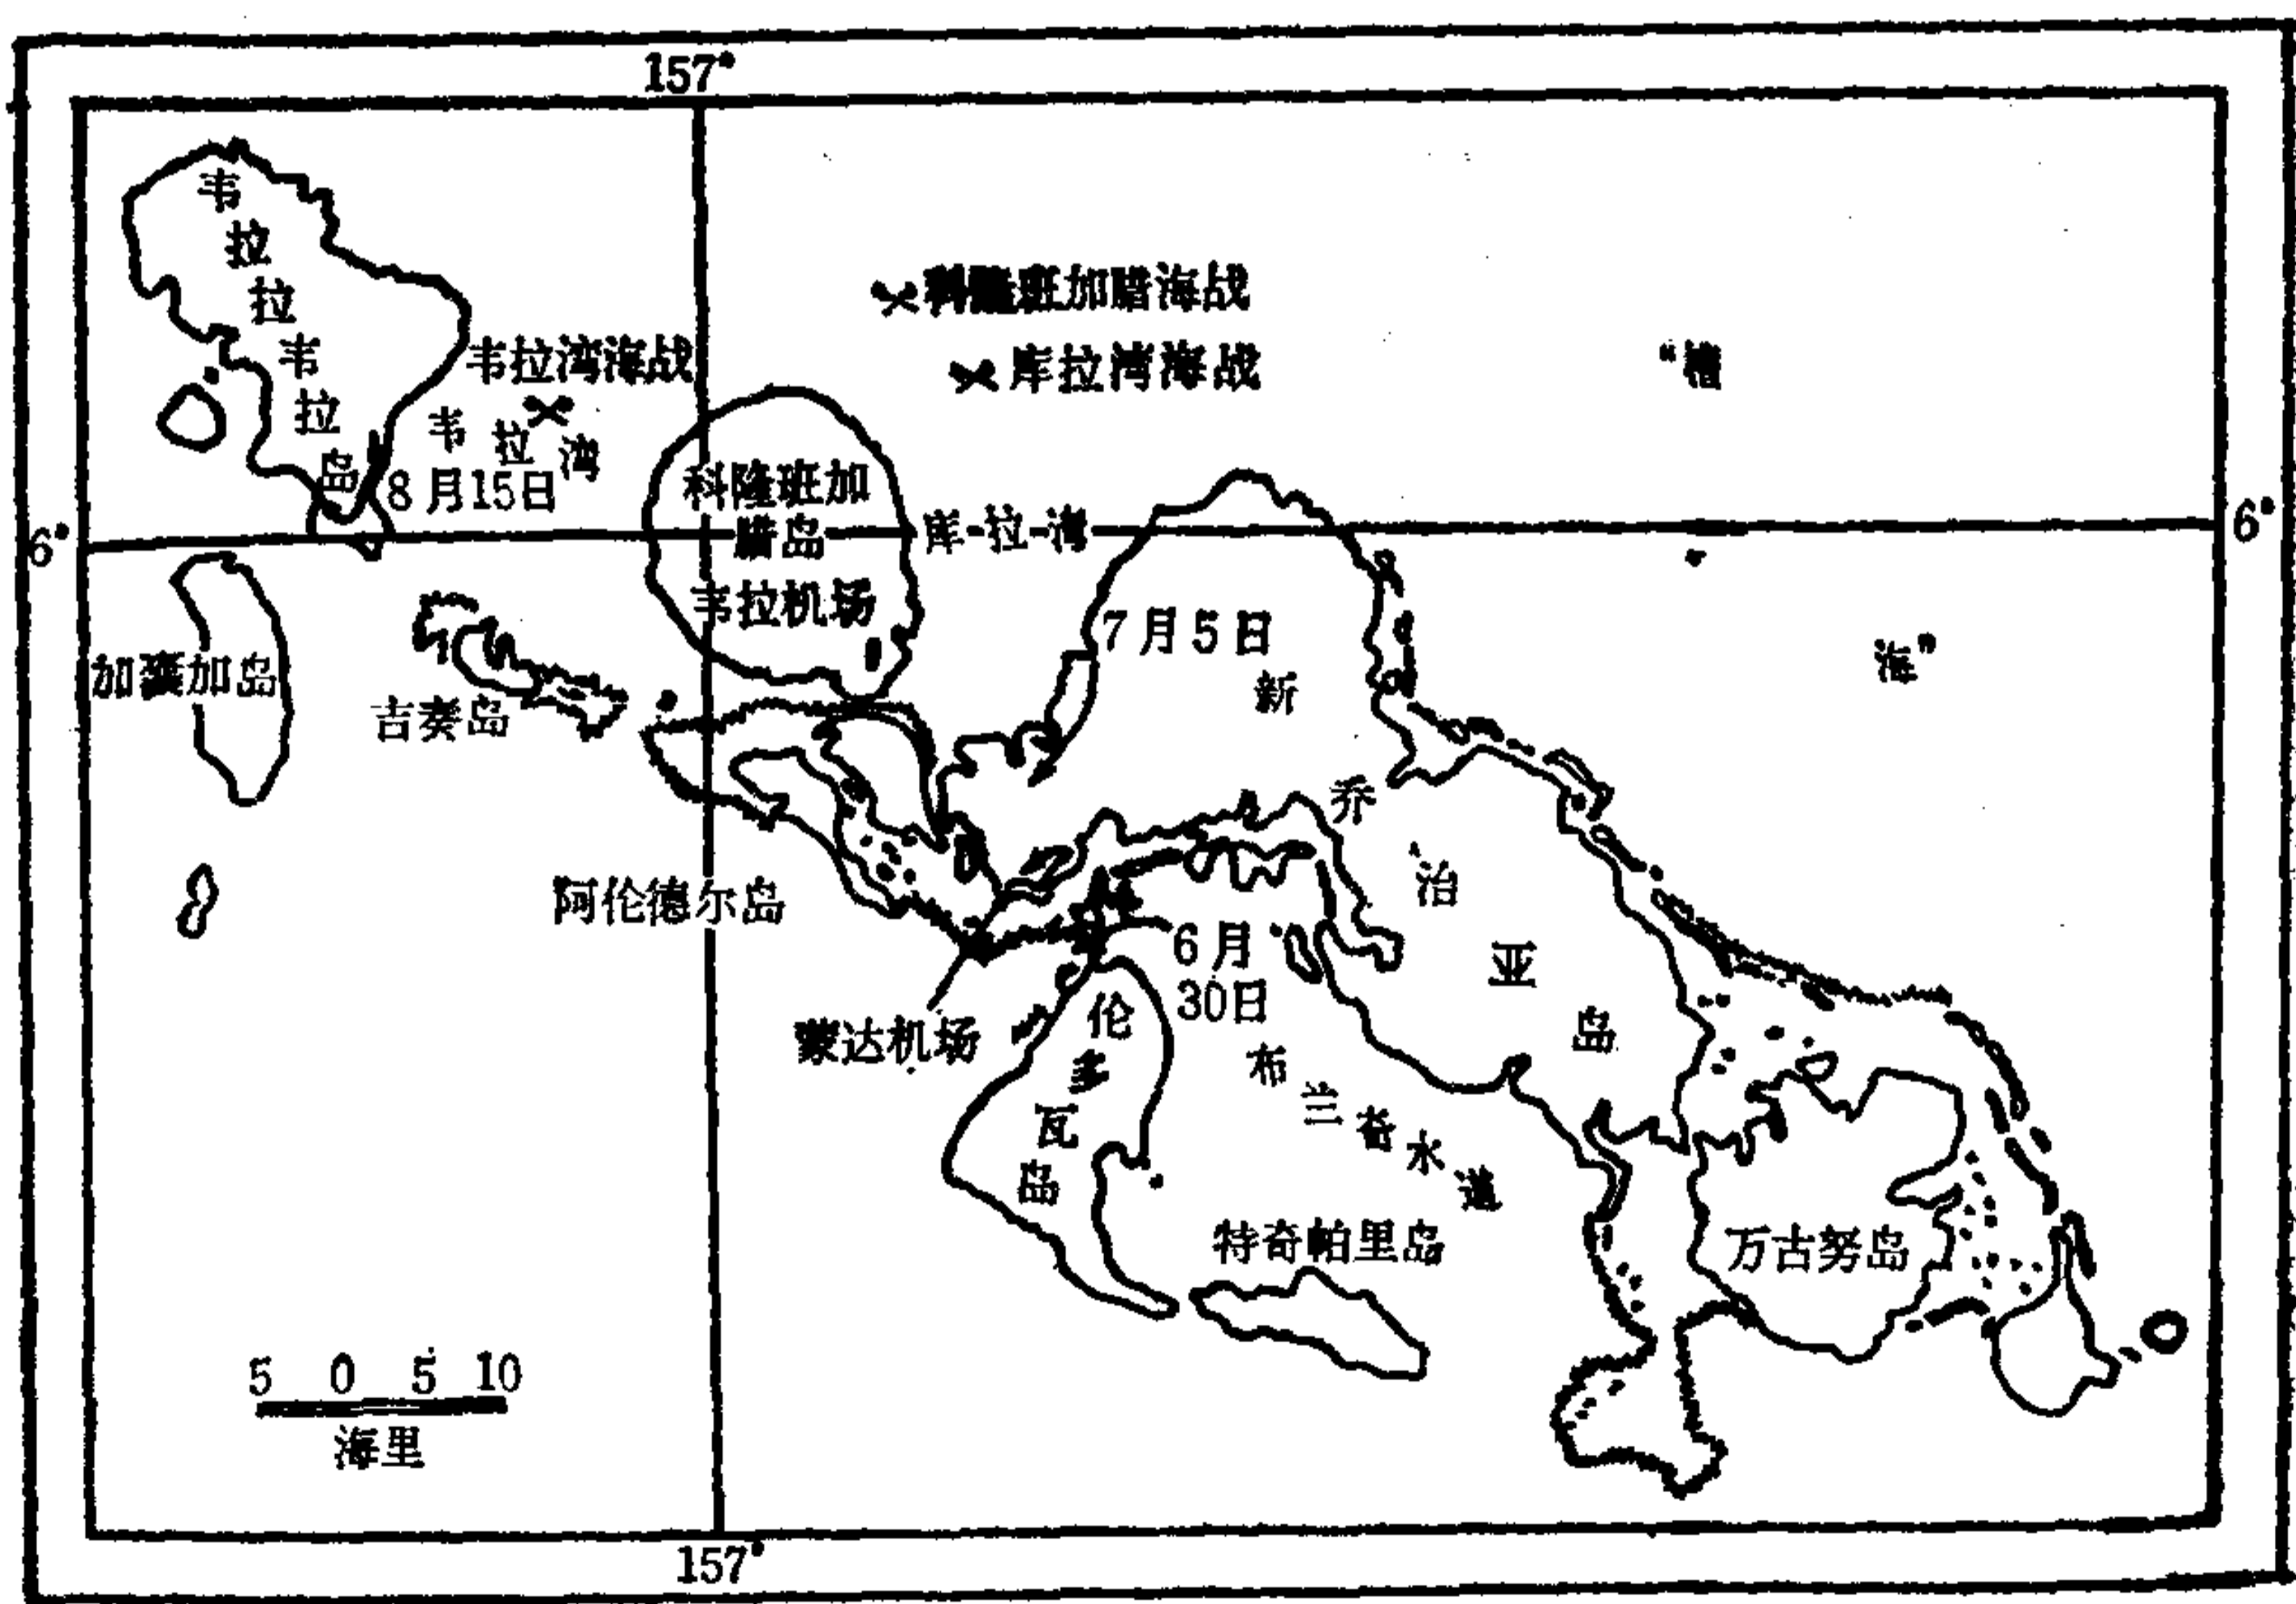 157°
韦拉拉韦拉岛
科隆班加腊海战
韦拉湾海战
库拉湾海战
“槽
海”
韦拉湾
8月15日
科隆班加
腊岛
库拉湾
6°
6°
韦拉机场
7月5日
加囊加岛
吉奏岛
新乔治亚岛
阿伦德尔岛
6月
30日
蒙达机场
伦多瓦岛
布兰奇水道
特奇帕里岛
万古努岛
5 0 5 10
海里
157°